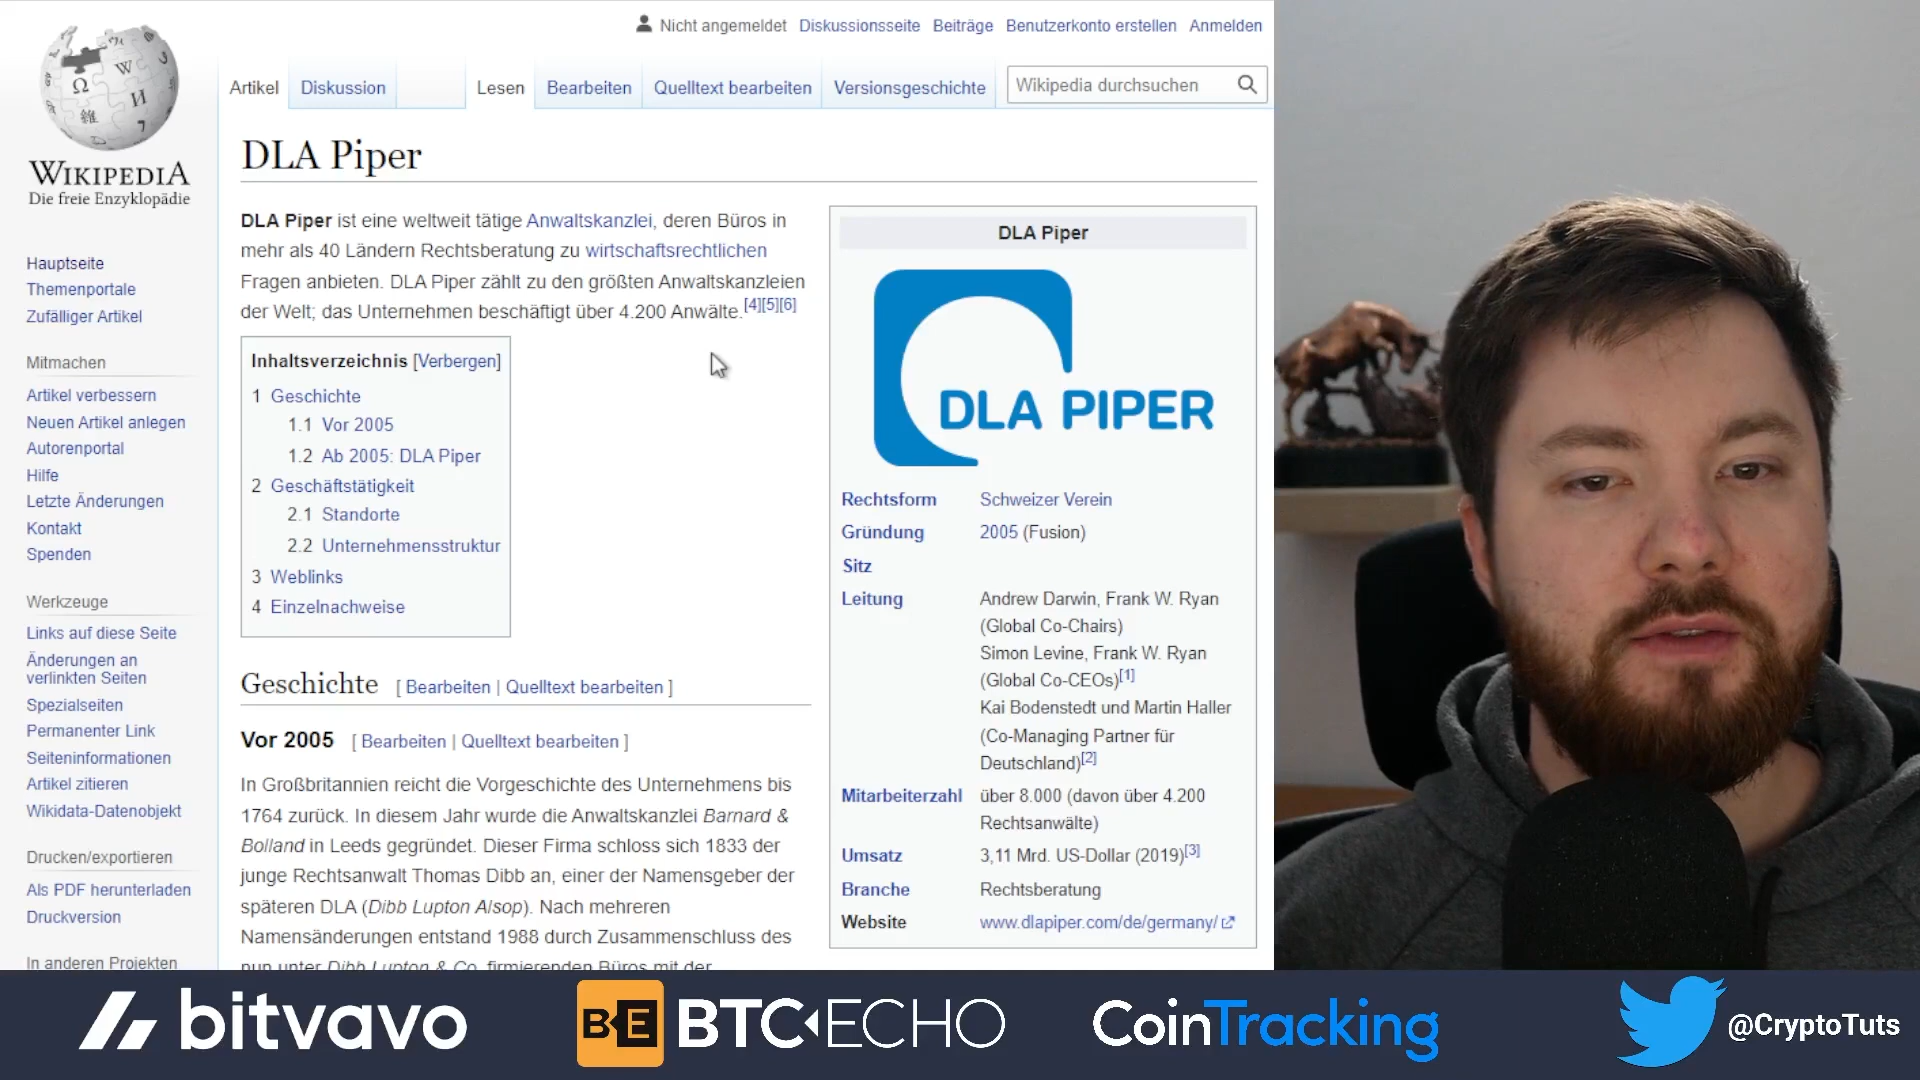 Nicht angemeldet Diskussionsseite Beiträge Benutzerkonto erstellen Anmelden
Artikel Diskussion Lesen Bearbeiten Quelltext bearbeiten Versionsgeschichte Wikipedia durchsuchen
WIKIPEDIA
Die freie Enzyklopädie
Hauptseite
Themenportale
Zufälliger Artikel
Mitmachen
Artikel verbessern
Neuen Artikel anlegen
Autorenportal
Hilfe
Letzte Änderungen
Kontakt
Spenden
Werkzeuge
Links auf diese Seite
Änderungen an
verlinkten Seiten
Spezialseiten
Permanenter Link
Seiteninformationen
Artikel zitieren
Wikidata-Datenobjekt
Drucken/exportieren
Als PDF herunterladen
Druckversion
In anderen Projekten
DLA Piper
DLA Piper ist eine weltweit tätige Anwaltskanzlei, deren Büros in
mehr als 40 Ländern Rechtsberatung zu wirtschaftsrechtlichen
Fragen anbieten. DLA Piper zählt zu den größten Anwaltskanzleien
der Welt; das Unternehmen beschäftigt über 4.200 Anwälte.[4][5][6]
Inhaltsverzeichnis [Verbergen]
1 Geschichte
1.1 Vor 2005
1.2 Ab 2005: DLA Piper
2 Geschäftstätigkeit
2.1 Standorte
2.2 Unternehmensstruktur
3 Weblinks
4 Einzelnachweise
Geschichte [ Bearbeiten | Quelltext bearbeiten ]
Vor 2005 [ Bearbeiten | Quelltext bearbeiten ]
In Großbritannien reicht die Vorgeschichte des Unternehmens bis
1764 zurück. In diesem Jahr wurde die Anwaltskanzlei Barnard &
Bolland in Leeds gegründet. Dieser Firma schloss sich 1833 der
junge Rechtsanwalt Thomas Dibb an, einer der Namensgeber der
späteren DLA (Dibb Lupton Alsop). Nach mehreren
Namensänderungen entstand 1988 durch Zusammenschluss des
nun unter Dibb Lupton & Co. firmierenden Büros mit der
DLA Piper
DLA PIPER
Rechtsform Schweizer Verein
Gründung 2005 (Fusion)
Sitz
Leitung Andrew Darwin, Frank W. Ryan
(Global Co-Chairs)
Simon Levine, Frank W. Ryan
(Global Co-CEOs)[1]
Kai Bodenstedt und Martin Haller
(Co-Managing Partner für
Deutschland)[2]
Mitarbeiterzahl über 8.000 (davon über 4.200
Rechtsanwälte)
Umsatz 3,11 Mrd. US-Dollar (2019)[3]
Branche Rechtsberatung
Website www.dlapiper.com/de/germany/
bitvavo BE BTC-ECHO CoinTracking @CryptoTuts